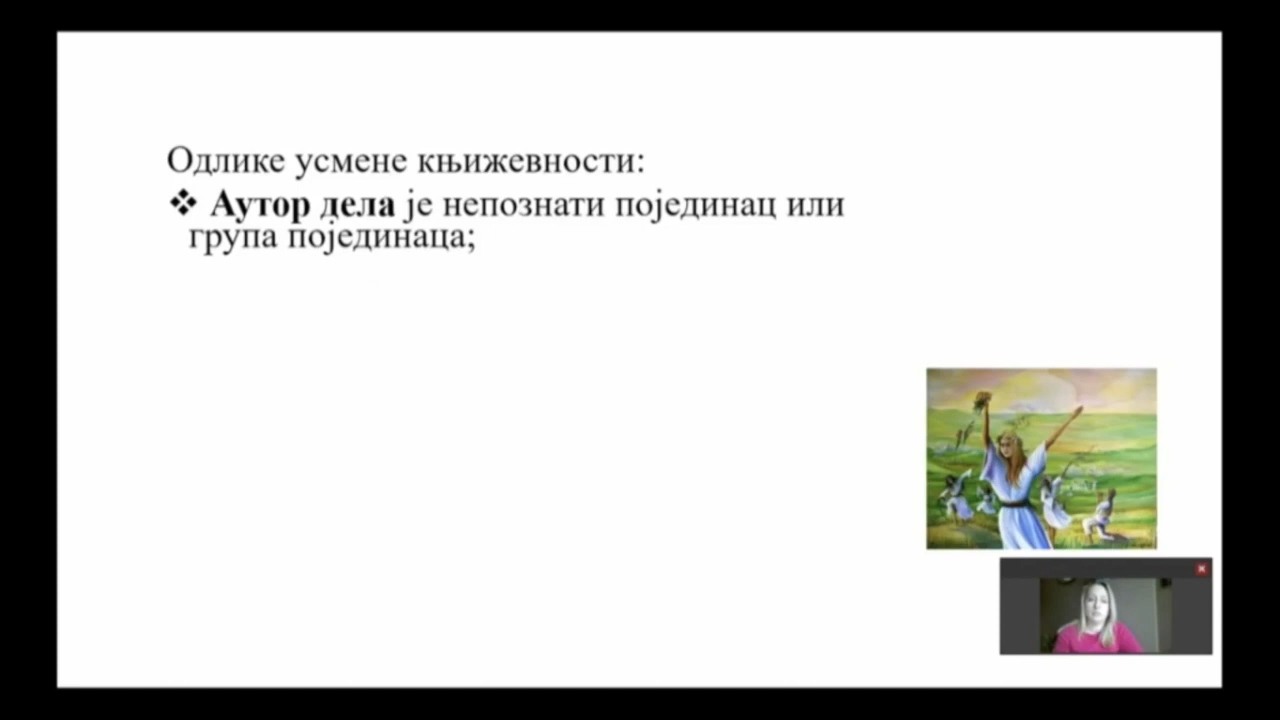 Одлике усмене књижевности:
❖ Аутор дела је непознати појединац или
група појединаца;